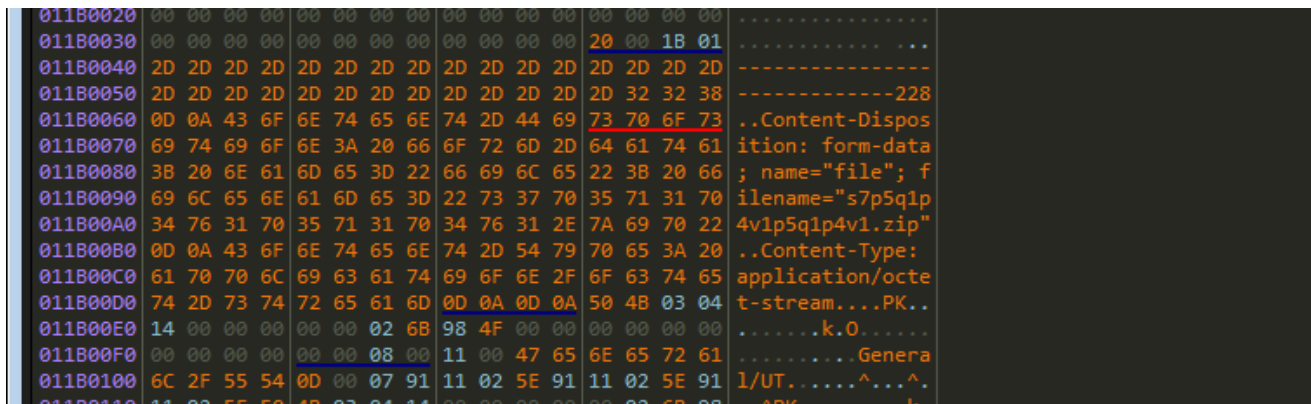 011B0020 00 00 00 00 00 00 00 00 00 00 00 00 00 00 00 00 ................
011B0030 00 00 00 00 00 00 00 00 00 00 00 00 20 00 1B 01 ............ ...
011B0040 2D 2D 2D 2D 2D 2D 2D 2D 2D 2D 2D 2D 2D 2D 2D 2D ----------------
011B0050 2D 2D 2D 2D 2D 2D 2D 2D 2D 2D 2D 2D 2D 32 32 38 -------------228
011B0060 0D 0A 43 6F 6E 74 65 6E 74 2D 44 69 73 70 6F 73 ..Content-Dispos
011B0070 69 74 69 6F 6E 3A 20 66 6F 72 6D 2D 64 61 74 61 ition: form-data
011B0080 3B 20 6E 61 6D 65 3D 22 66 69 6C 65 22 3B 20 66 ; name="file"; f
011B0090 69 6C 65 6E 61 6D 65 3D 22 73 37 70 35 71 31 70 ilename="s7p5q1p
011B00A0 34 76 31 70 35 71 31 70 34 76 31 2E 7A 69 70 22 4v1p5q1p4v1.zip"
011B00B0 0D 0A 43 6F 6E 74 65 6E 74 2D 54 79 70 65 3A 20 ..Content-Type:
011B00C0 61 70 70 6C 69 63 61 74 69 6F 6E 2F 6F 63 74 65 application/octe
011B00D0 74 2D 73 74 72 65 61 6D 0D 0A 0D 0A 50 4B 03 04 t-stream....PK..
011B00E0 14 00 00 00 00 00 02 6B 98 4F 00 00 00 00 00 00 .......k.O......
011B00F0 00 00 00 00 00 00 08 00 11 00 47 65 6E 65 72 61 ..........Genera
011B0100 6C 2F 55 54 0D 00 07 91 11 02 5E 91 11 02 5E 91 l/UT......^...^.